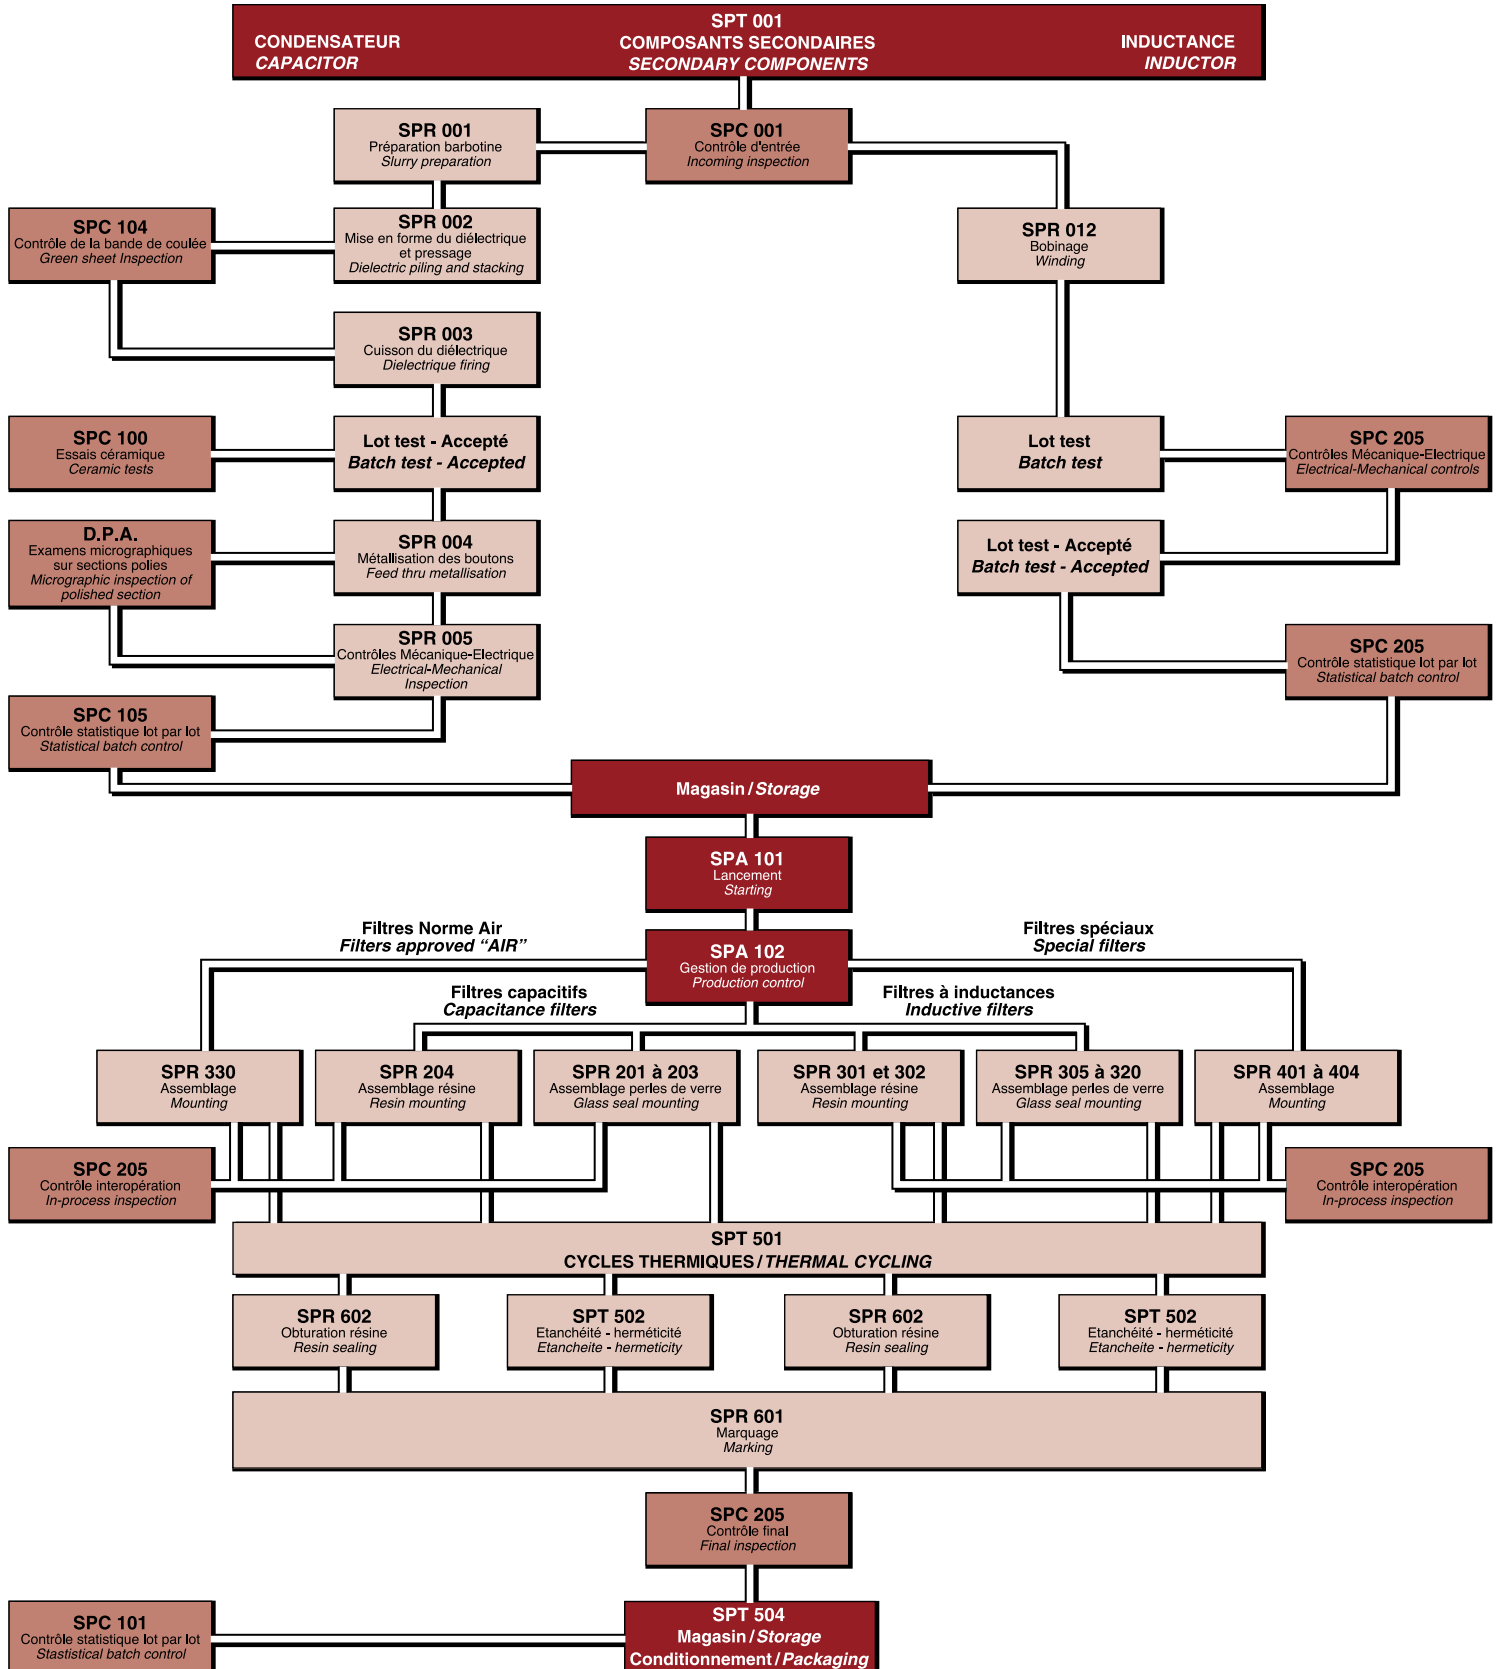 SPT 001
CONDENSATEUR
COMPOSANTS SECONDAIRES
INDUCTANCE
CAPACITOR
SECONDARY COMPONENTS
INDUCTOR
SPR 001
Préparation barbotine
Slurry preparation
SPC 001
Contrôle d'entrée
Incoming inspection
SPC 104
Contrôle de la bande de coulée
Green sheet Inspection
SPR 002
Mise en forme du diélectrique
et pressage
Dielectric piling and stacking
SPR 012
Bobinage
Winding
SPR 003
Cuisson du diélectrique
Dielectrique firing
SPC 100
Essais céramique
Ceramic tests
Lot test - Accepté
Batch test - Accepted
Lot test
Batch test
SPC 205
Contrôles Mécanique-Electrique
Electrical-Mechanical controls
D.P.A.
Examens micrographiques
sur sections polies
Micrographic inspection of
polished section
SPR 004
Métallisation des boutons
Feed thru metallisation
Lot test - Accepté
Batch test - Accepted
SPR 005
Contrôles Mécanique-Electrique
Electrical-Mechanical
Inspection
SPC 205
Contrôle statistique lot par lot
Statistical batch control
SPC 105
Contrôle statistique lot par lot
Statistical batch control
Magasin / Storage
SPA 101
Lancement
Starting
Filtres Norme Air
Filters approved “AIR”
SPA 102
Gestion de production
Production control
Filtres spéciaux
Special filters
Filtres capacitifs
Capacitance filters
Filtres à inductances
Inductive filters
SPR 330
Assemblage
Mounting
SPR 204
Assemblage résine
Resin mounting
SPR 201 à 203
Assemblage perles de verre
Glass seal mounting
SPR 301 et 302
Assemblage résine
Resin mounting
SPR 305 à 320
Assemblage perles de verre
Glass seal mounting
SPR 401 à 404
Assemblage
Mounting
SPC 205
Contrôle interopération
In-process inspection
SPC 205
Contrôle interopération
In-process inspection
SPT 501
CYCLES THERMIQUES / THERMAL CYCLING
SPR 602
Obturation résine
Resin sealing
SPT 502
Etanchéité - herméticité
Etancheite - hermeticity
SPR 602
Obturation résine
Resin sealing
SPT 502
Etanchéité - herméticité
Etancheite - hermeticity
SPR 601
Marquage
Marking
SPC 205
Contrôle final
Final inspection
SPC 101
Contrôle statistique lot par lot
Stastistical batch control
SPT 504
Magasin / Storage
Conditionnement / Packaging